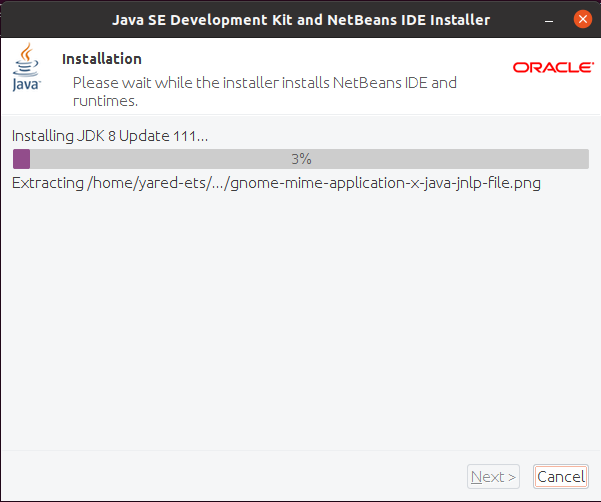 Java SE Development Kit and NetBeans IDE Installer
Java™
Installation
ORACLE®
Please wait while the installer installs NetBeans IDE and
runtimes.
Installing JDK 8 Update 111...
3%
Extracting /home/yared-ets/.../gnome-mime-application-x-java-jnlp-file.png
Next >
Cancel